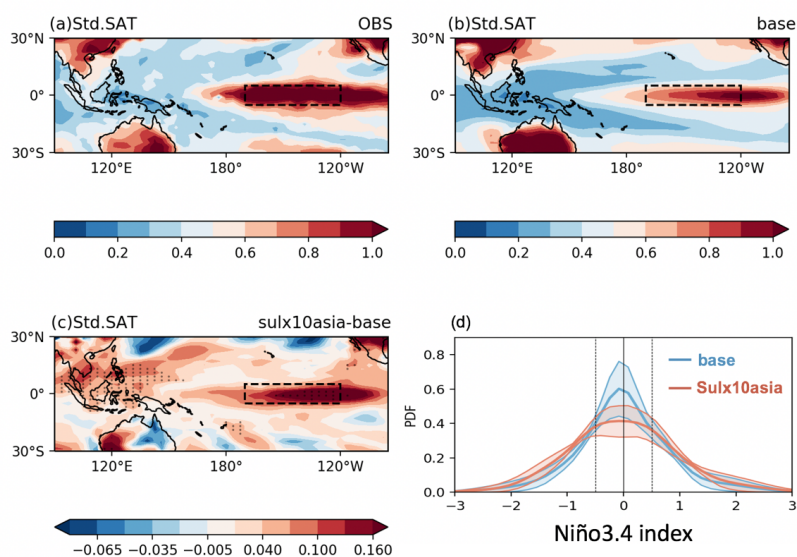 (a)Std.SAT OBS
30°N
0°
30°S
120°E 180° 120°W
0.0 0.2 0.4 0.6 0.8 1.0
(b)Std.SAT base
30°N
0°
30°S
120°E 180° 120°W
0.0 0.2 0.4 0.6 0.8 1.0
(c)Std.SAT sulx10asia-base
30°N
0°
30°S
120°E 180° 120°W
−0.065 −0.035 −0.005 0.040 0.100 0.160
(d)
base
Sulx10asia
PDF
0.8
0.6
0.4
0.2
0.0
−3 −2 −1 0 1 2 3
Niño3.4 index